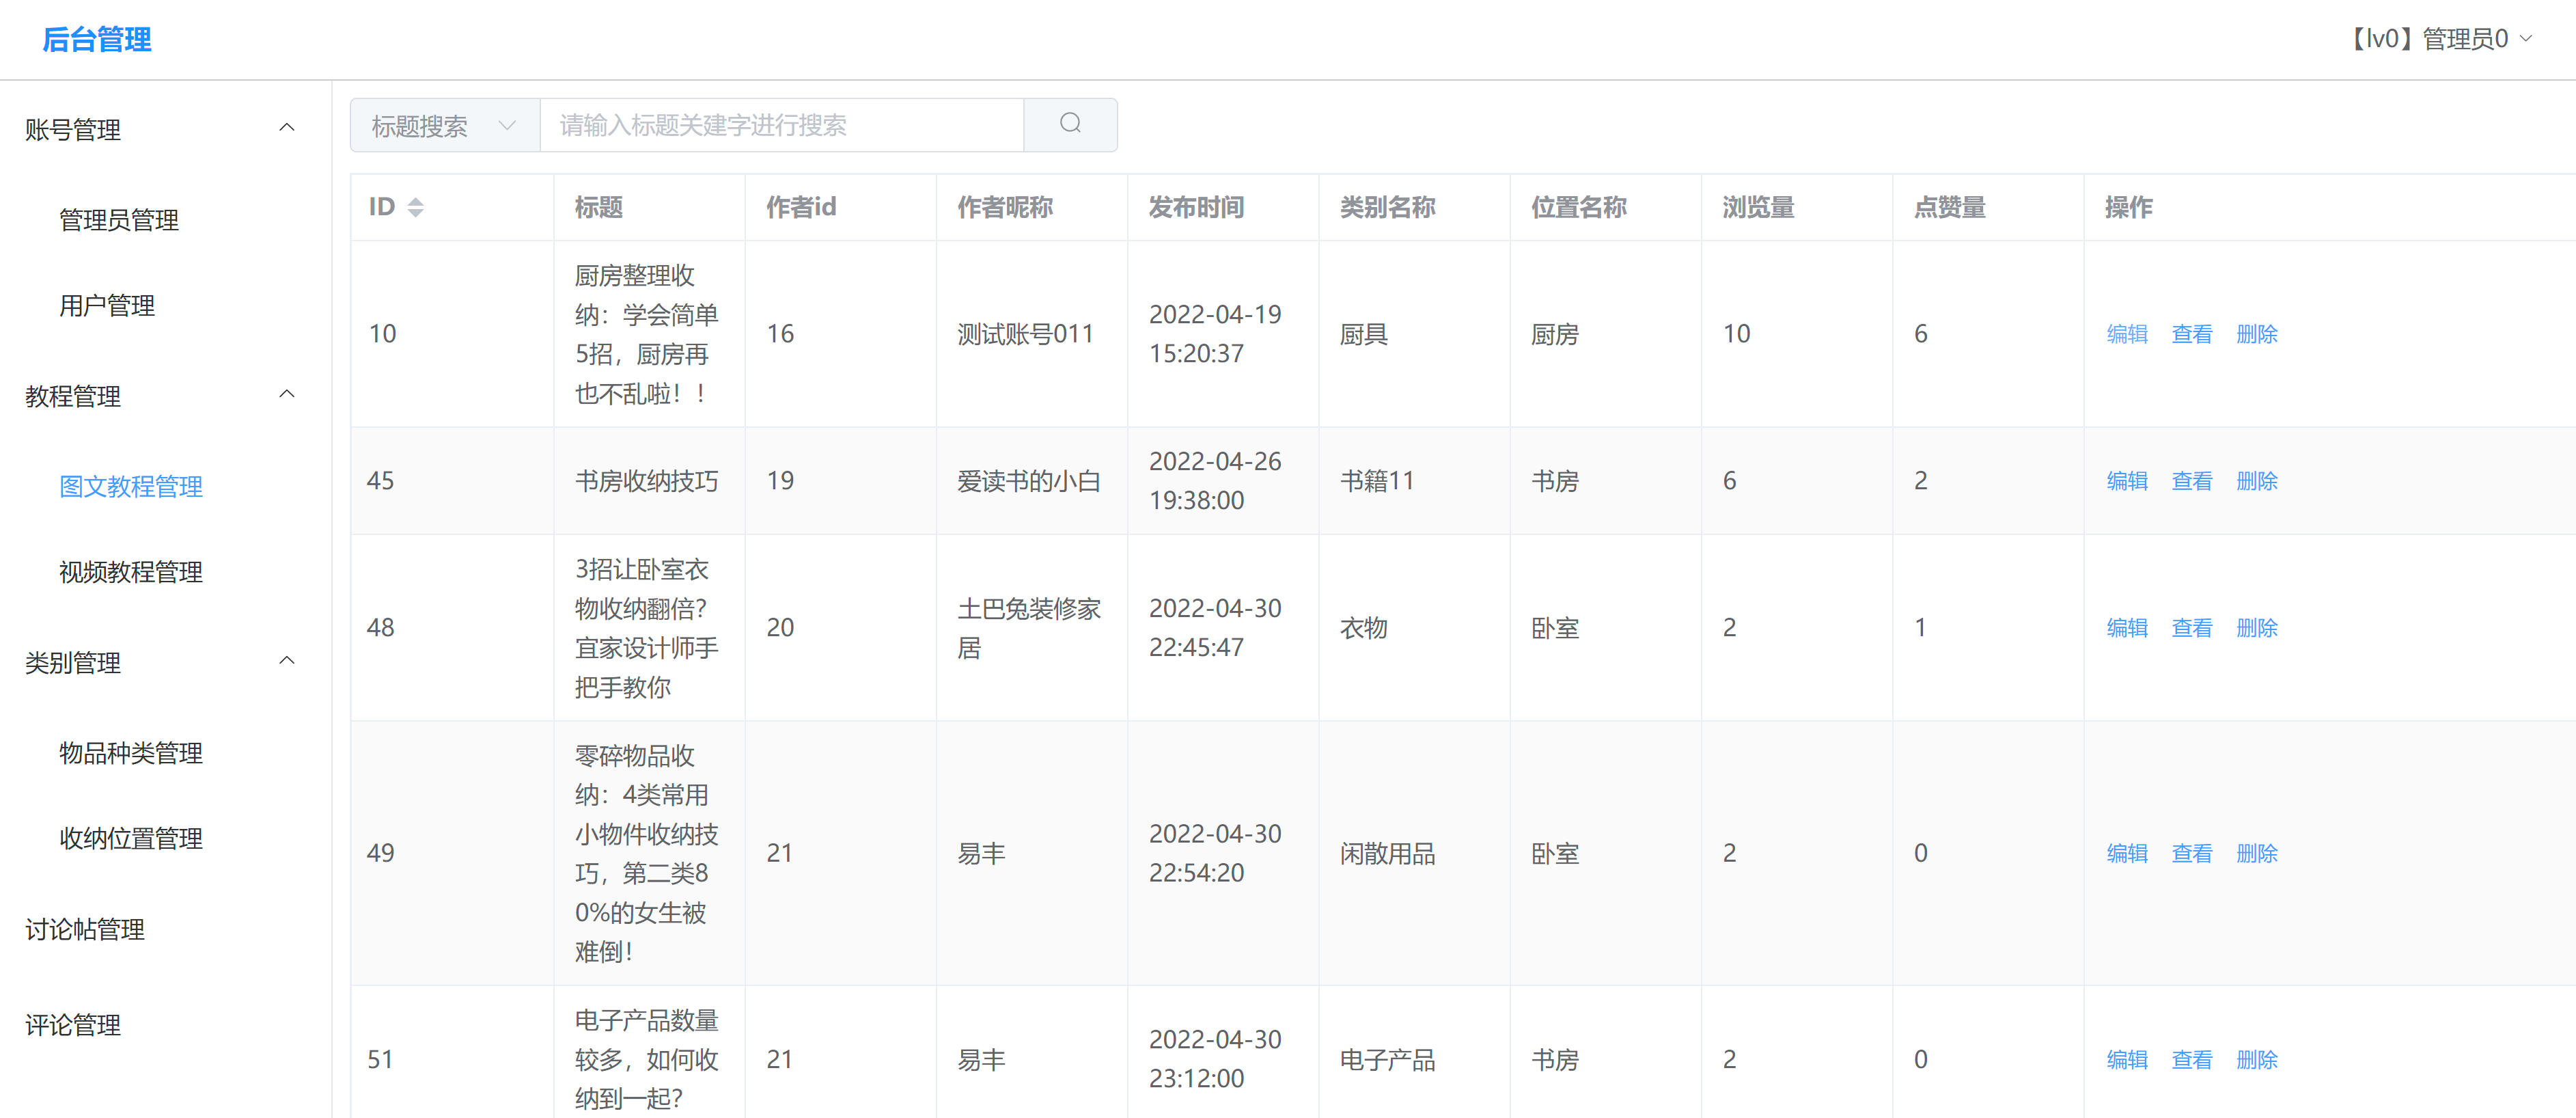 后台管理
【lv0】管理员0
账号管理
管理员管理
用户管理
教程管理
图文教程管理
视频教程管理
类别管理
物品种类管理
收纳位置管理
讨论帖管理
评论管理
标题搜索
请输入标题关建字进行搜索
ID 标题 作者id 作者昵称 发布时间 类别名称 位置名称 浏览量 点赞量 操作
10
厨房整理收
纳：学会简单
5招，厨房再
也不乱啦！！
16
测试账号011
2022-04-19
15:20:37
厨具
厨房
10
6
编辑 查看 删除
45
书房收纳技巧
19
爱读书的小白
2022-04-26
19:38:00
书籍11
书房
6
2
编辑 查看 删除
48
3招让卧室衣
物收纳翻倍？
宜家设计师手
把手教你
20
土巴兔装修家
居
2022-04-30
22:45:47
衣物
卧室
2
1
编辑 查看 删除
49
零碎物品收
纳：4类常用
小物件收纳技
巧，第二类8
0%的女生被
难倒！
21
易丰
2022-04-30
22:54:20
闲散用品
卧室
2
0
编辑 查看 删除
51
电子产品数量
较多，如何收
纳到一起？
21
易丰
2022-04-30
23:12:00
电子产品
书房
2
0
编辑 查看 删除